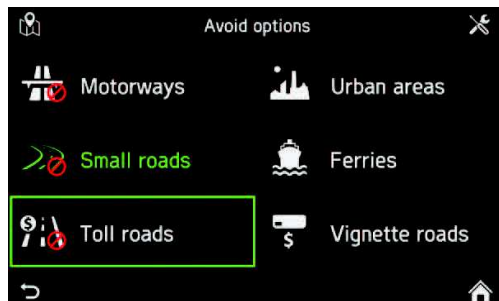 Avoid options
Motorways
Urban areas
Small roads
Ferries
Toll roads
Vignette roads